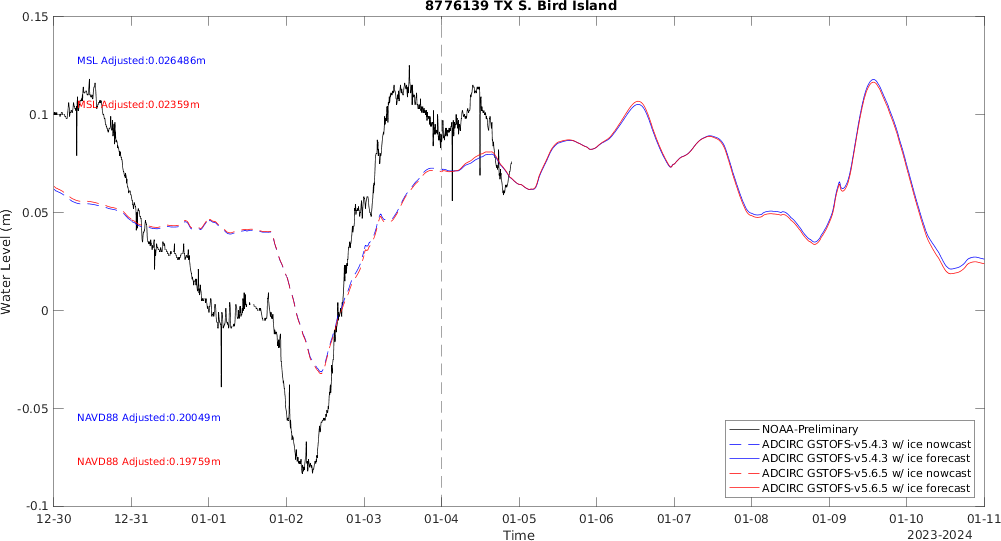 8776139 TX S. Bird Island
0.15
0.1
0.05
0
-0.05
-0.1
Water Level (m)
MSL Adjusted:0.026486m
MSL Adjusted:0.02359m
NAVD88 Adjusted:0.20049m
NAVD88 Adjusted:0.19759m
NOAA-Preliminary
ADCIRC GSTOFS-v5.4.3 w/ ice nowcast
ADCIRC GSTOFS-v5.4.3 w/ ice forecast
ADCIRC GSTOFS-v5.6.5 w/ ice nowcast
ADCIRC GSTOFS-v5.6.5 w/ ice forecast
12-30 12-31 01-01 01-02 01-03 01-04 01-05 01-06 01-07 01-08 01-09 01-10 01-11
Time
2023-2024